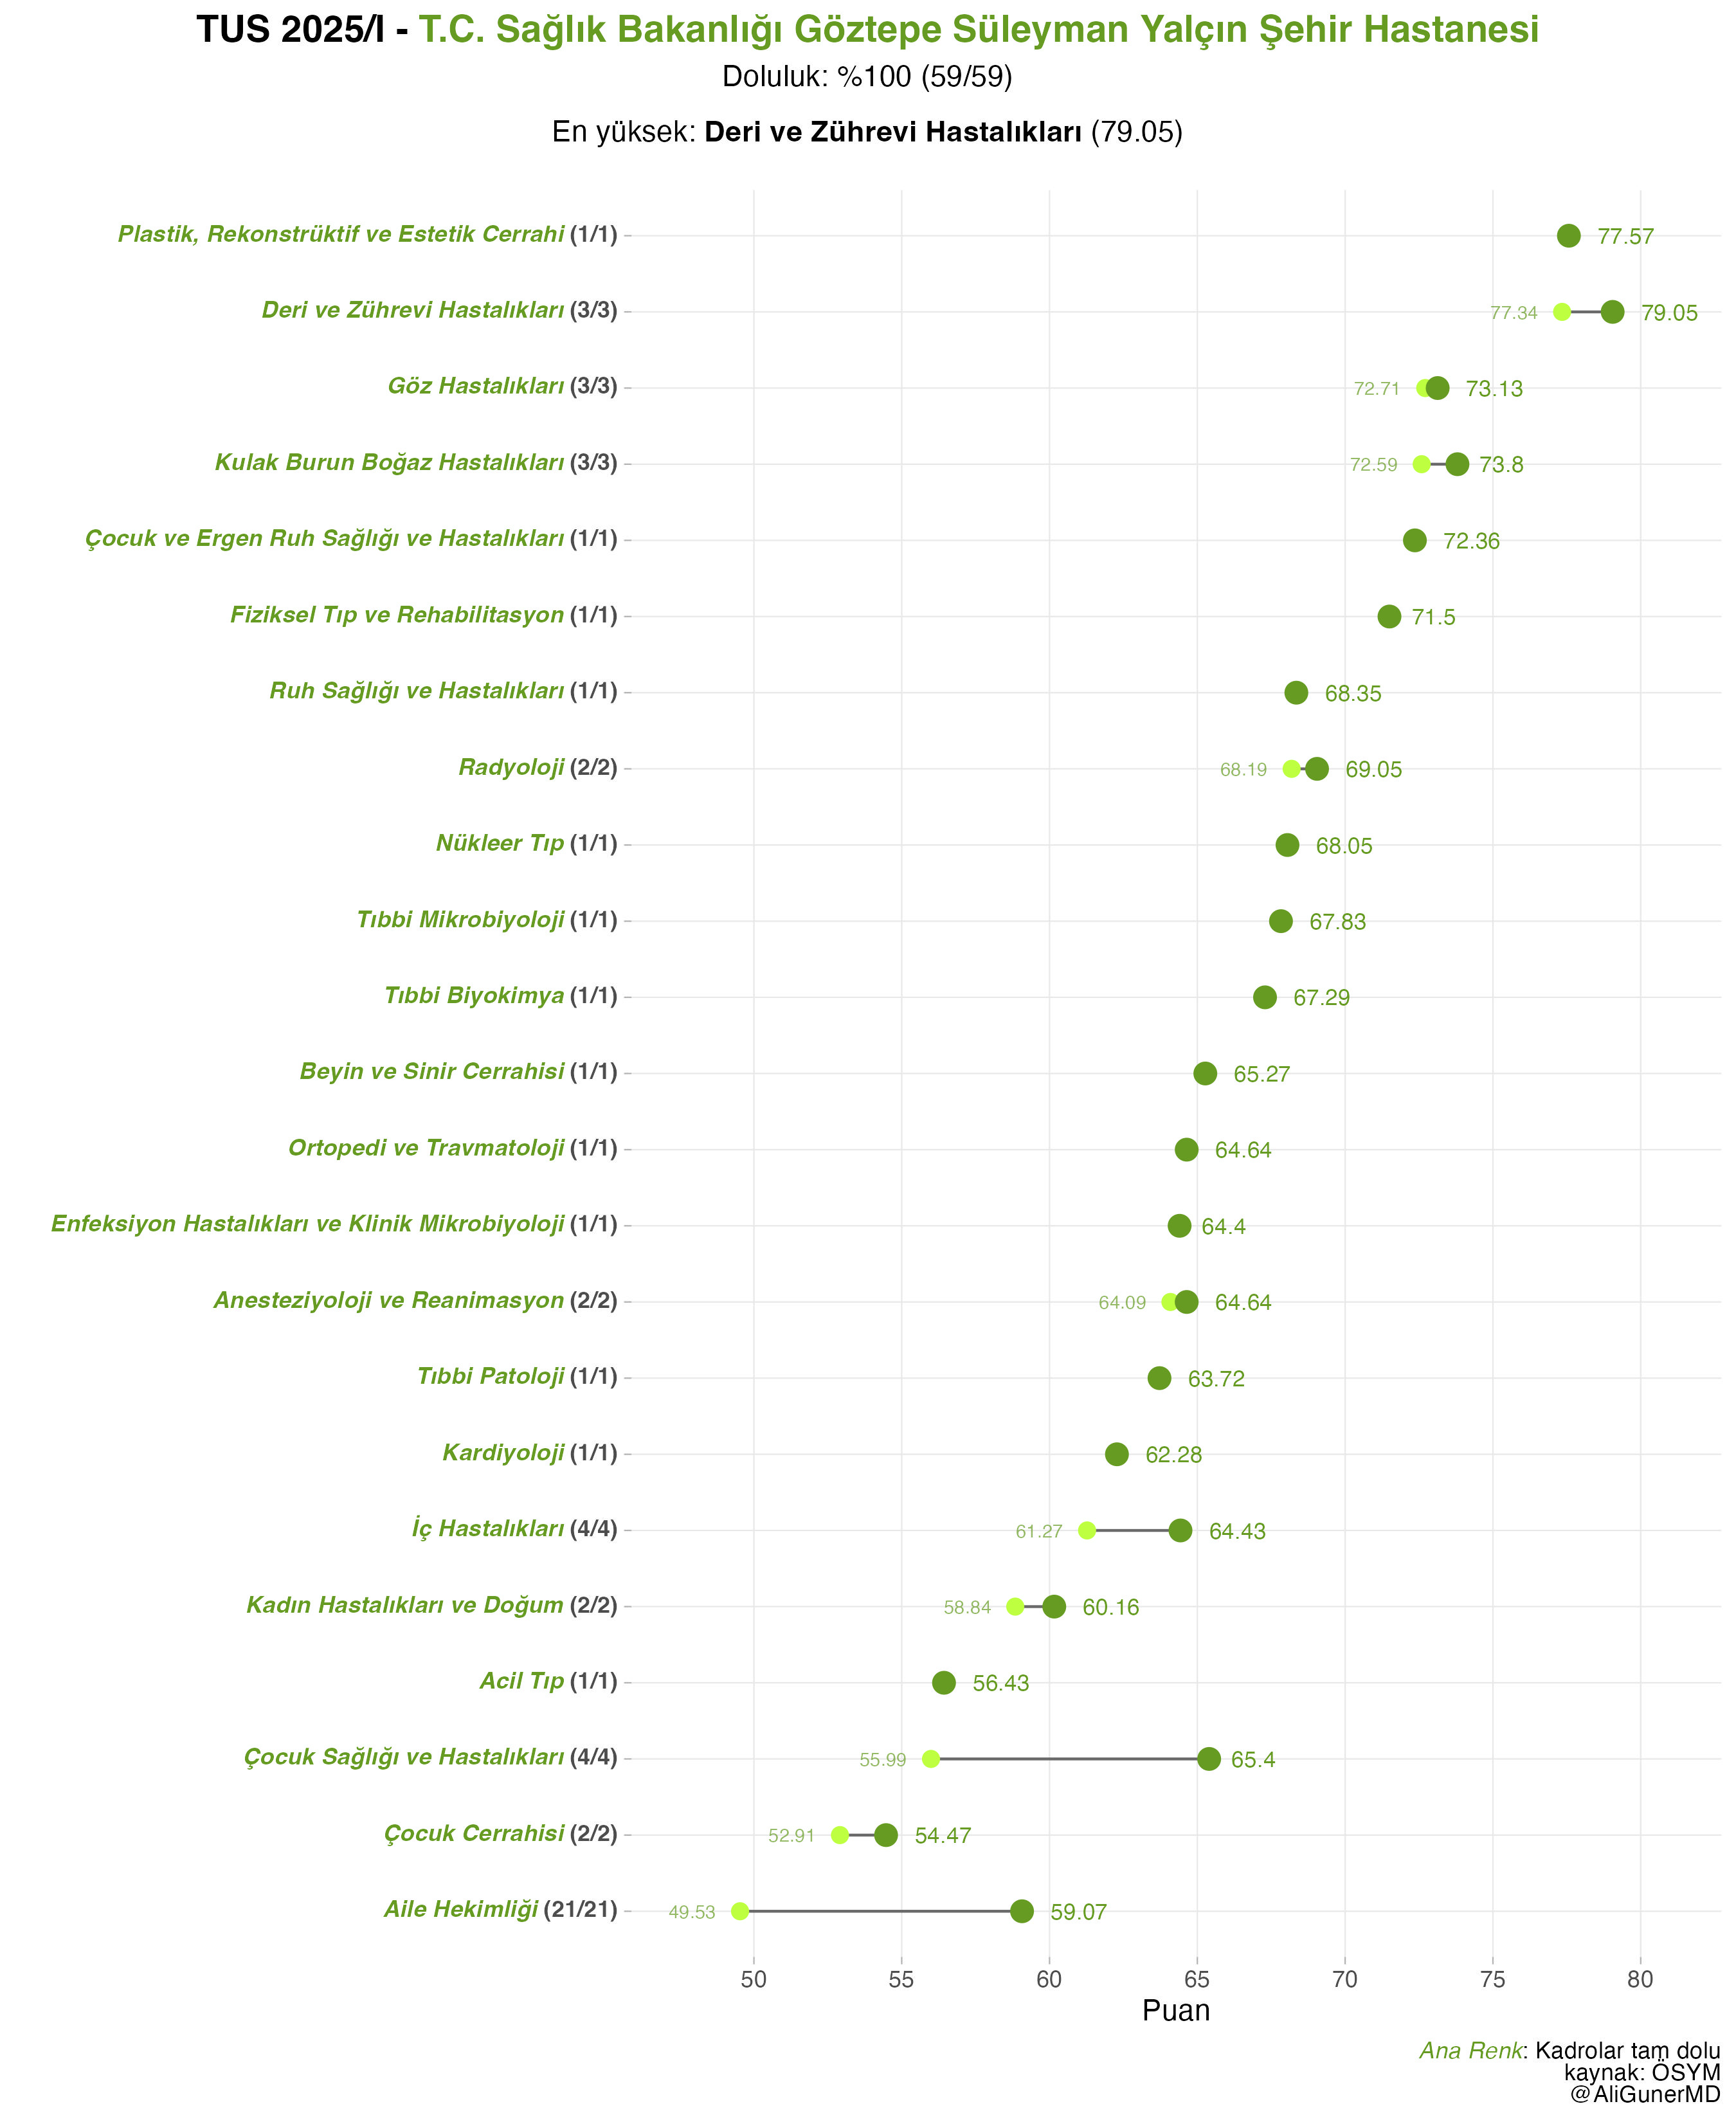 TUS 2025/I - T.C. Sağlık Bakanlığı Göztepe Süleyman Yalçın Şehir Hastanesi
Doluluk: %100 (59/59)
En yüksek: Deri ve Zührevi Hastalıkları (79.05)
Plastik, Rekonstrüktif ve Estetik Cerrahi (1/1) 77.57
Deri ve Zührevi Hastalıkları (3/3) 77.34 79.05
Göz Hastalıkları (3/3) 72.71 73.13
Kulak Burun Boğaz Hastalıkları (3/3) 72.59 73.8
Çocuk ve Ergen Ruh Sağlığı ve Hastalıkları (1/1) 72.36
Fiziksel Tıp ve Rehabilitasyon (1/1) 71.5
Ruh Sağlığı ve Hastalıkları (1/1) 68.35
Radyoloji (2/2) 68.19 69.05
Nükleer Tıp (1/1) 68.05
Tıbbi Mikrobiyoloji (1/1) 67.83
Tıbbi Biyokimya (1/1) 67.29
Beyin ve Sinir Cerrahisi (1/1) 65.27
Ortopedi ve Travmatoloji (1/1) 64.64
Enfeksiyon Hastalıkları ve Klinik Mikrobiyoloji (1/1) 64.4
Anesteziyoloji ve Reanimasyon (2/2) 64.09 64.64
Tıbbi Patoloji (1/1) 63.72
Kardiyoloji (1/1) 62.28
İç Hastalıkları (4/4) 61.27 64.43
Kadın Hastalıkları ve Doğum (2/2) 58.84 60.16
Acil Tıp (1/1) 56.43
Çocuk Sağlığı ve Hastalıkları (4/4) 55.99 65.4
Çocuk Cerrahisi (2/2) 52.91 54.47
Aile Hekimliği (21/21) 49.53 59.07
50 55 60 65 70 75 80
Puan
Ana Renk: Kadrolar tam dolu
kaynak: ÖSYM
@AliGunerMD